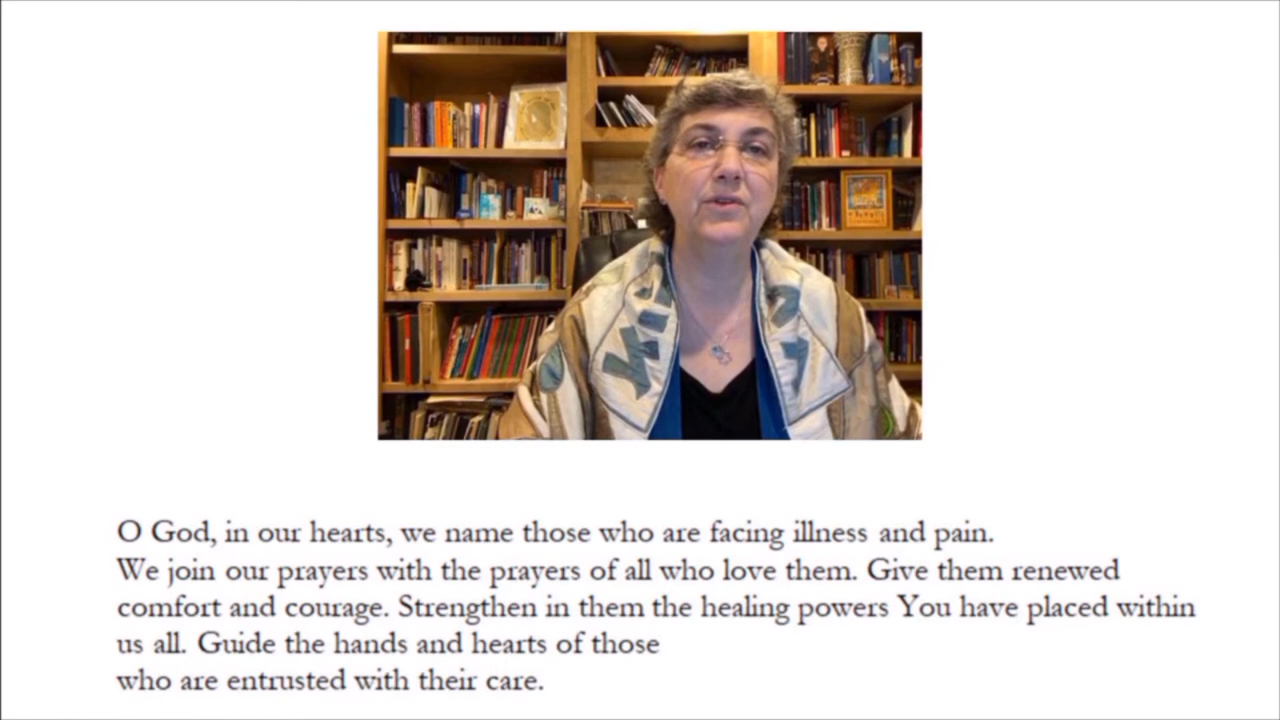 O God, in our hearts, we name those who are facing illness and pain.
We join our prayers with the prayers of all who love them. Give them renewed
comfort and courage. Strengthen in them the healing powers You have placed within
us all. Guide the hands and hearts of those
who are entrusted with their care.